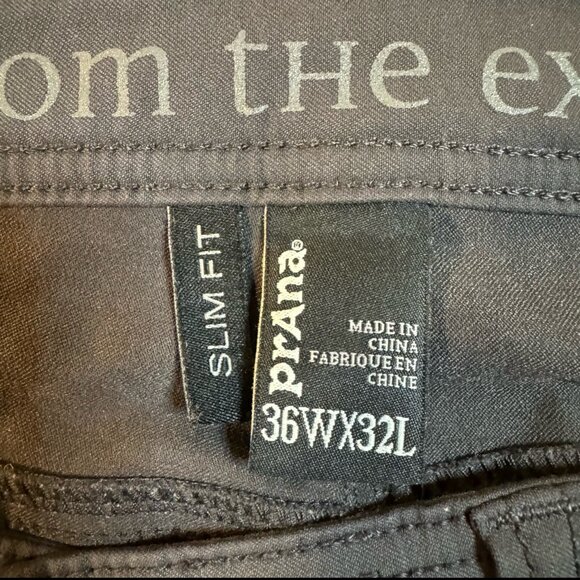 om tHe ex
SLIM FIT
prAna®
MADE IN
CHINA
FABRIQUE EN
CHINE
36WX32L